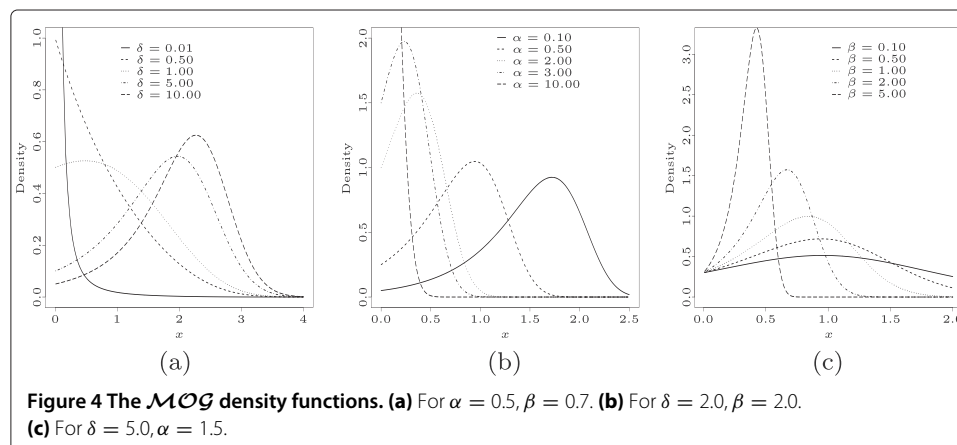 1.0
0.8
0.6
0.4
0.2
0.0
Density
δ = 0.01
δ = 0.50
δ = 1.00
δ = 5.00
δ = 10.00
0 1 2 3 4
x
(a)
2.0
1.5
1.0
0.5
0.0
Density
α = 0.10
α = 0.50
α = 2.00
α = 3.00
α = 10.00
0.0 0.5 1.0 1.5 2.0 2.5
x
(b)
3.0
2.5
2.0
1.5
1.0
0.5
0.0
Density
β = 0.10
β = 0.50
β = 1.00
β = 2.00
β = 5.00
0.0 0.5 1.0 1.5 2.0
x
(c)
Figure 4 The MOG density functions. (a) For α = 0.5, β = 0.7. (b) For δ = 2.0, β = 2.0.
(c) For δ = 5.0, α = 1.5.